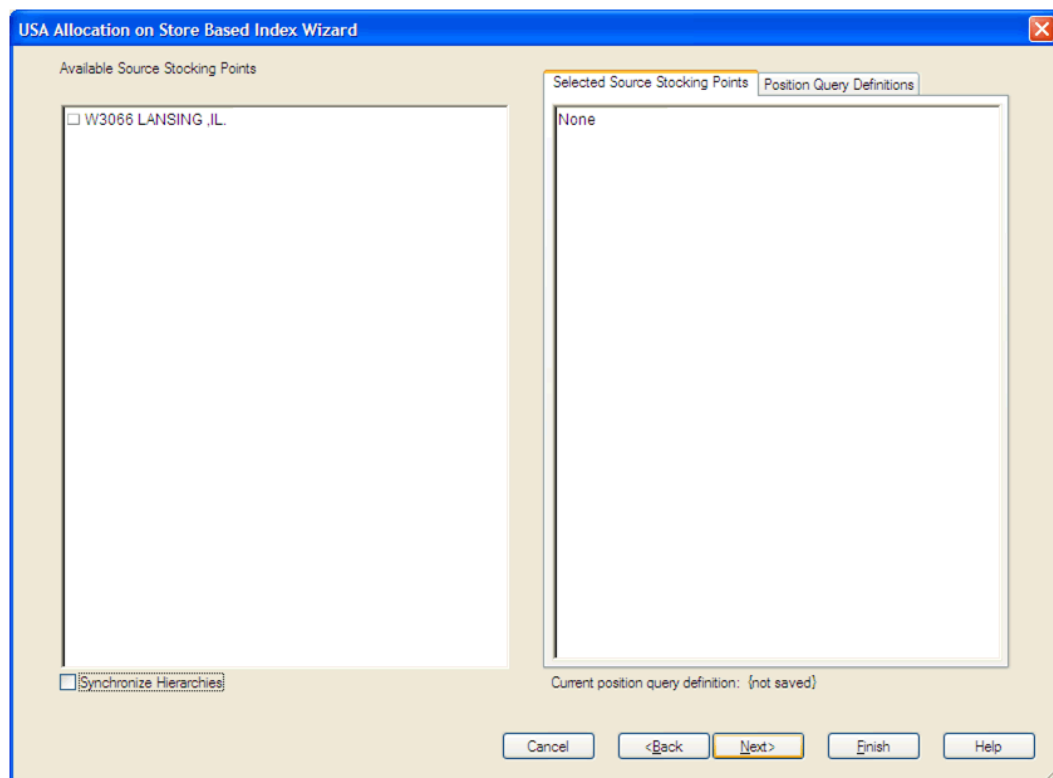 USA Allocation on Store Based Index Wizard
Available Source Stocking Points
Selected Source Stocking Points
Position Query Definitions
W3066 LANSING ,IL.
None
Synchronize Hierarchies
Current position query definition: {not saved}
Cancel
<Back
Next>
Finish
Help